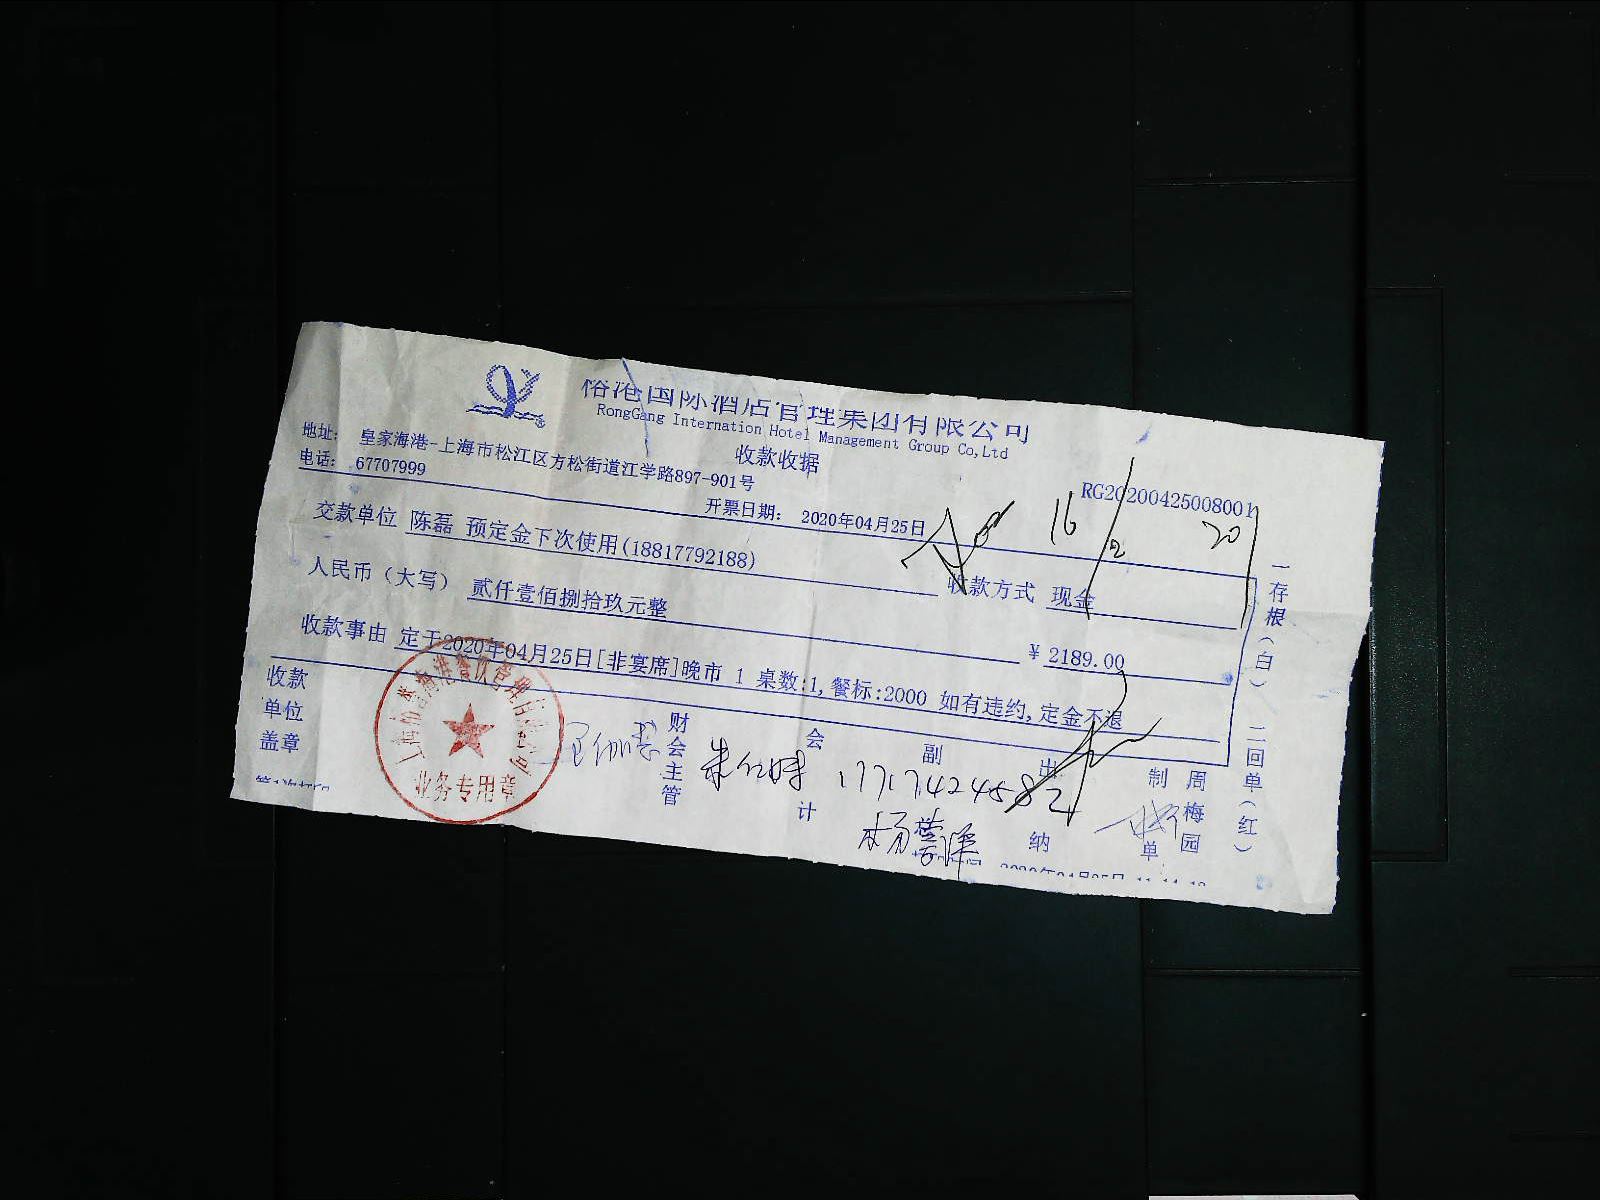 榕港国际酒店管理集团有限公司
RongGang Internation Hotel Management Group Co,Ltd
收款收据
地址: 皇家海港-上海市松江区方松街道江学路897-901号
电话: 67707999
RG20200425008001
开票日期: 2020年04月25日
16/2 20
交款单位 陈磊 预定金下次使用(18817792188)
收款方式 现金
人民币（大写） 贰仟壹佰捌拾玖元整
¥ 2189.00
收款事由 定于2020年04月25日[非宴席]晚市 1 桌数:1,餐标:2000 如有违约,定金不退
收款单位盖章
业务专用章
财会主管
会计
副
出纳
制单
周梅园
17717424582
一存根（白） 二回单（红）